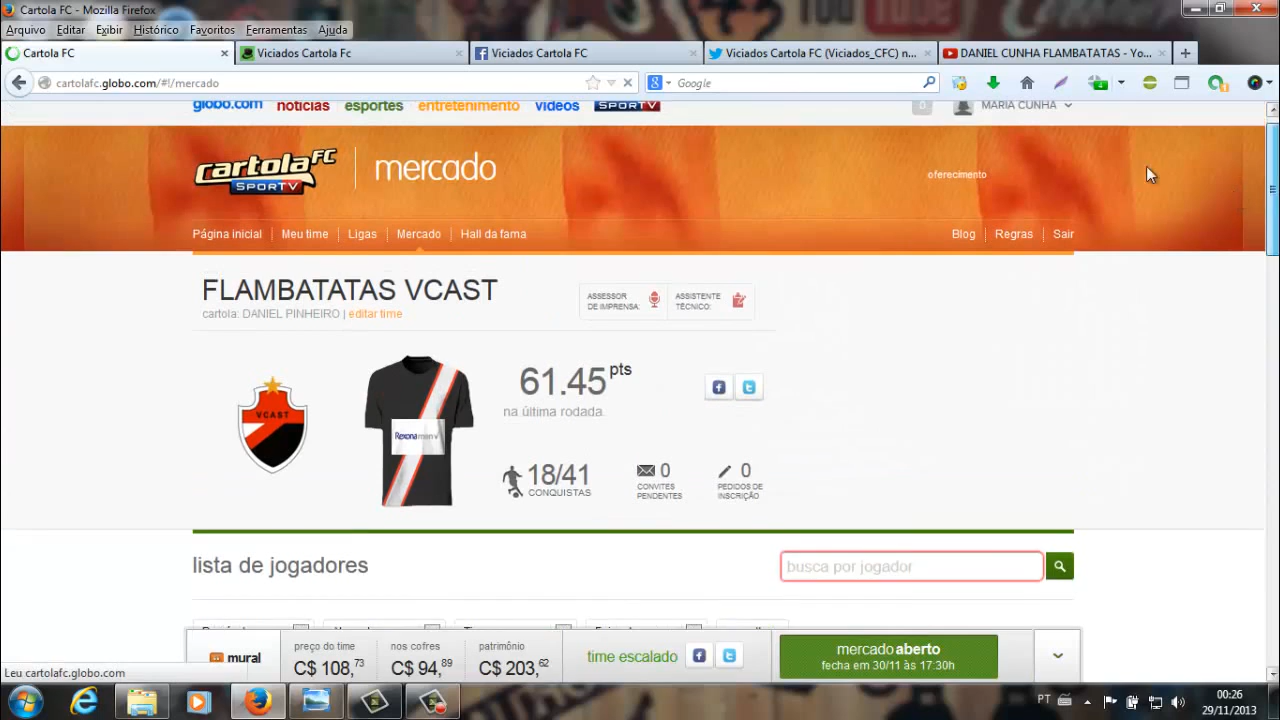 Cartola FC - Mozilla Firefox
Arquivo Editar Exibir Histórico Favoritos Ferramentas Ajuda
Cartola FC
Viciados Cartola Fc
Viciados Cartola FC
Viciados Cartola FC (Viciados_CFC) n...
DANIEL CUNHA FLAMBATATAS - Yo...
cartolafc.globo.com/#!/mercado
Google
globo.com notícias esportes entretenimento vídeos SPORTV
0 MARIA CUNHA
cartola FC
SPORTV
mercado
oferecimento
Página inicial Meu time Ligas Mercado Hall da fama
Blog Regras Sair
FLAMBATATAS VCAST
cartola: DANIEL PINHEIRO | editar time
ASSESSOR
DE IMPRENSA:
ASSISTENTE
TÉCNICO:
VCAST
Rexona men
61.45 pts
na última rodada.
18/41
CONQUISTAS
0
CONVITES
PENDENTES
0
PEDIDOS DE
INSCRIÇÃO
lista de jogadores
busca por jogador
mural
preço do time
C$ 108,73
nos cofres
C$ 94,89
patrimônio
C$ 203,62
time escalado
mercado aberto
fecha em 30/11 às 17:30h
Leu cartolafc.globo.com
PT
00:26
29/11/2013